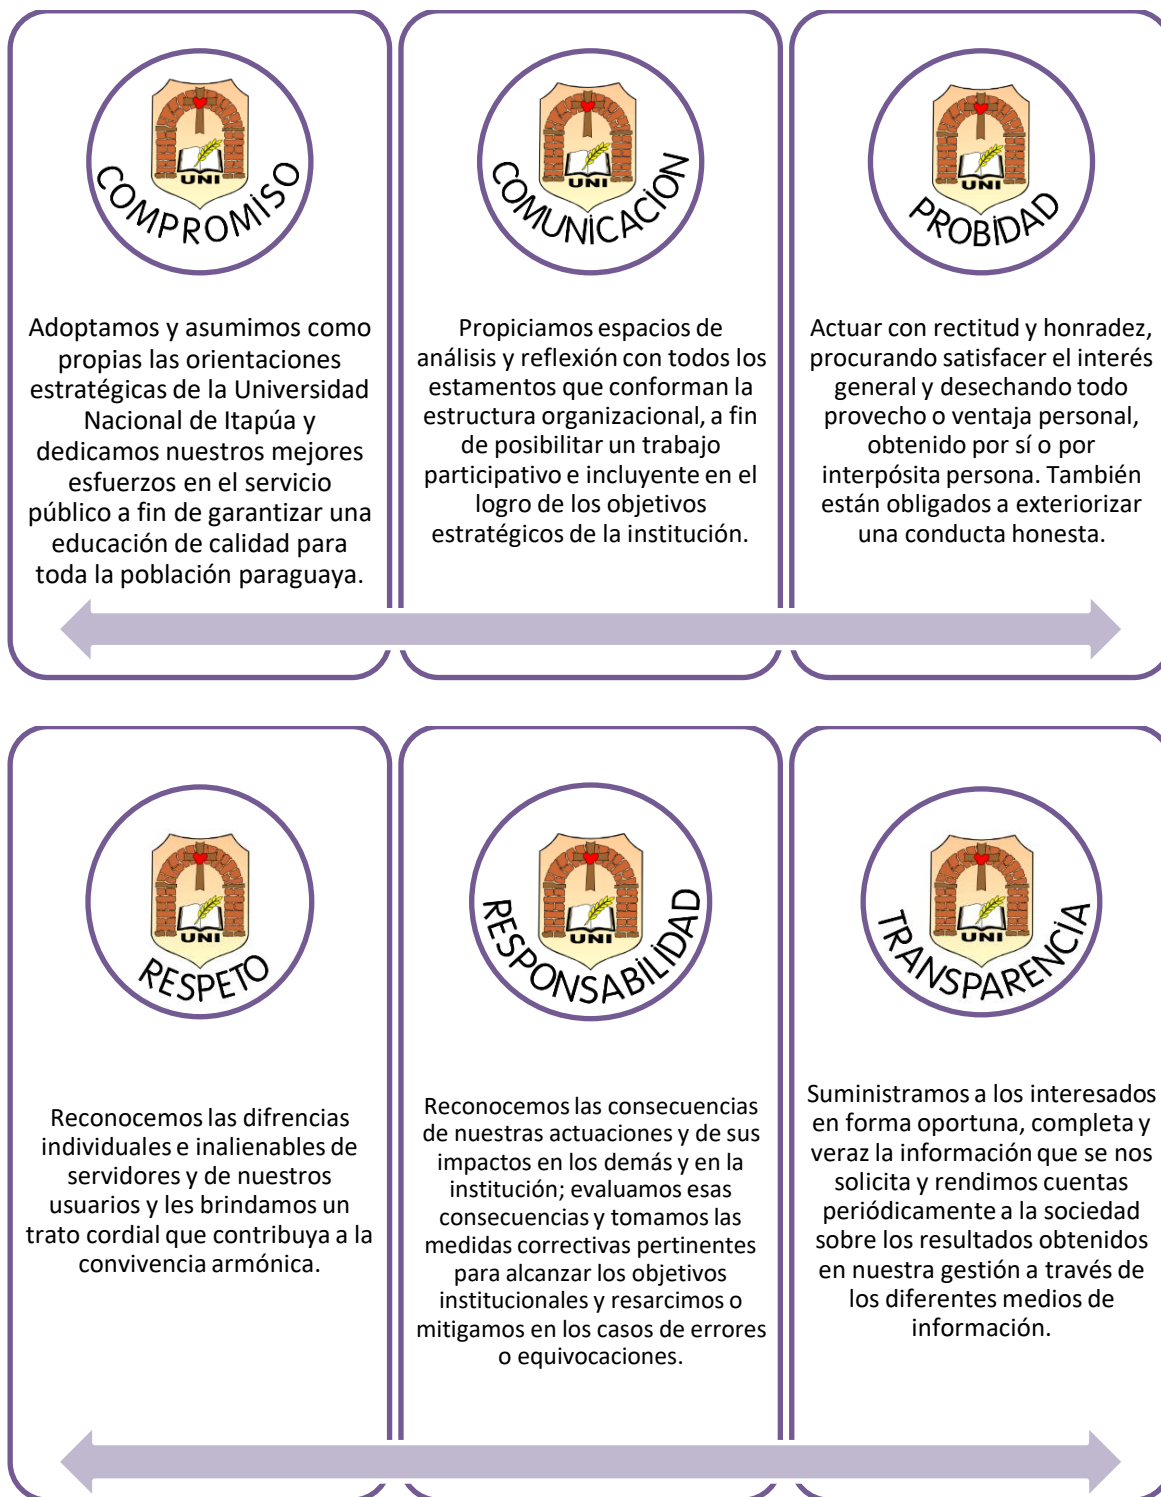 UNI
COMPROMISO
Adoptamos y asumimos como
propias las orientaciones
estratégicas de la Universidad
Nacional de Itapúa y
dedicamos nuestros mejores
esfuerzos en el servicio
público a fin de garantizar una
educación de calidad para
toda la población paraguaya.
UNI
COMUNICACION
Propiciamos espacios de
análisis y reflexión con todos los
estamentos que conforman la
estructura organizacional, a fin
de posibilitar un trabajo
participativo e incluyente en el
logro de los objetivos
estratégicos de la institución.
UNI
PROBIDAD
Actuar con rectitud y honradez,
procurando satisfacer el interés
general y desechando todo
provecho o ventaja personal,
obtenido por sí o por
interpósita persona. También
están obligados a exteriorizar
una conducta honesta.
UNI
RESPETO
Reconocemos las difrencias
individuales e inalienables de
servidores y de nuestros
usuarios y les brindamos un
trato cordial que contribuya a la
convivencia armónica.
UNI
RESPONSABILIDAD
Reconocemos las consecuencias
de nuestras actuaciones y de sus
impactos en los demás y en la
institución; evaluamos esas
consecuencias y tomamos las
medidas correctivas pertinentes
para alcanzar los objetivos
institucionales y resarcimos o
mitigamos en los casos de errores
o equivocaciones.
UNI
TRANSPARENCIA
Suministramos a los interesados
en forma oportuna, completa y
veraz la información que se nos
solicita y rendimos cuentas
periódicamente a la sociedad
sobre los resultados obtenidos
en nuestra gestión a través de
los diferentes medios de
información.